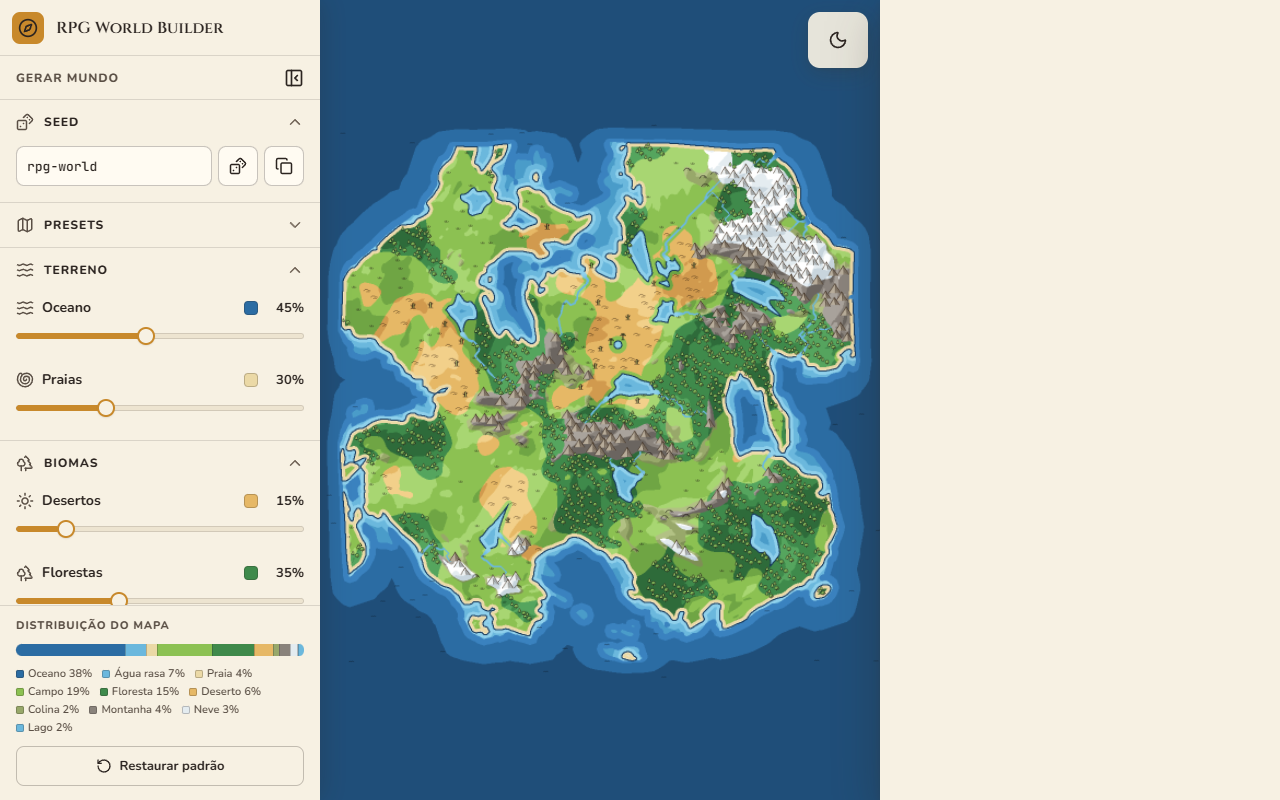 RPG World Builder
GERAR MUNDO
SEED
rpg-world
PRESETS
TERRENO
Oceano 45%
Praias 30%
BIOMAS
Desertos 15%
Florestas 35%
DISTRIBUIÇÃO DO MAPA
Oceano 38% Água rasa 7% Praia 4%
Campo 19% Floresta 15% Deserto 6%
Colina 2% Montanha 4% Neve 3%
Lago 2%
Restaurar padrão